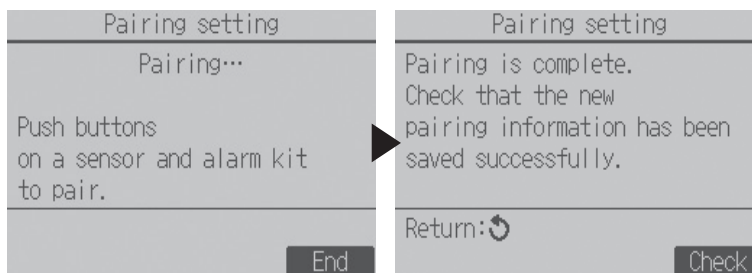 Pairing setting
Pairing…
Push buttons
on a sensor and alarm kit
to pair.
End
Pairing setting
Pairing is complete.
Check that the new
pairing information has been
saved successfully.
Return:
Check